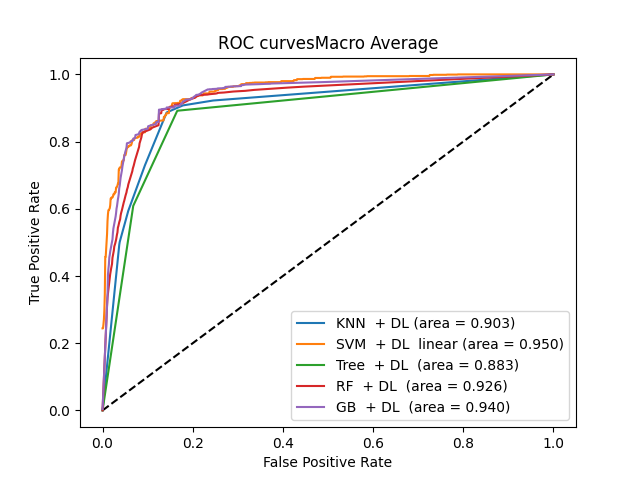 ROC curvesMacro Average
True Positive Rate
1.0
0.8
0.6
0.4
0.2
0.0
0.0 0.2 0.4 0.6 0.8 1.0
False Positive Rate
KNN  + DL (area = 0.903)
SVM  + DL  linear (area = 0.950)
Tree  + DL  (area = 0.883)
RF  + DL  (area = 0.926)
GB  + DL  (area = 0.940)